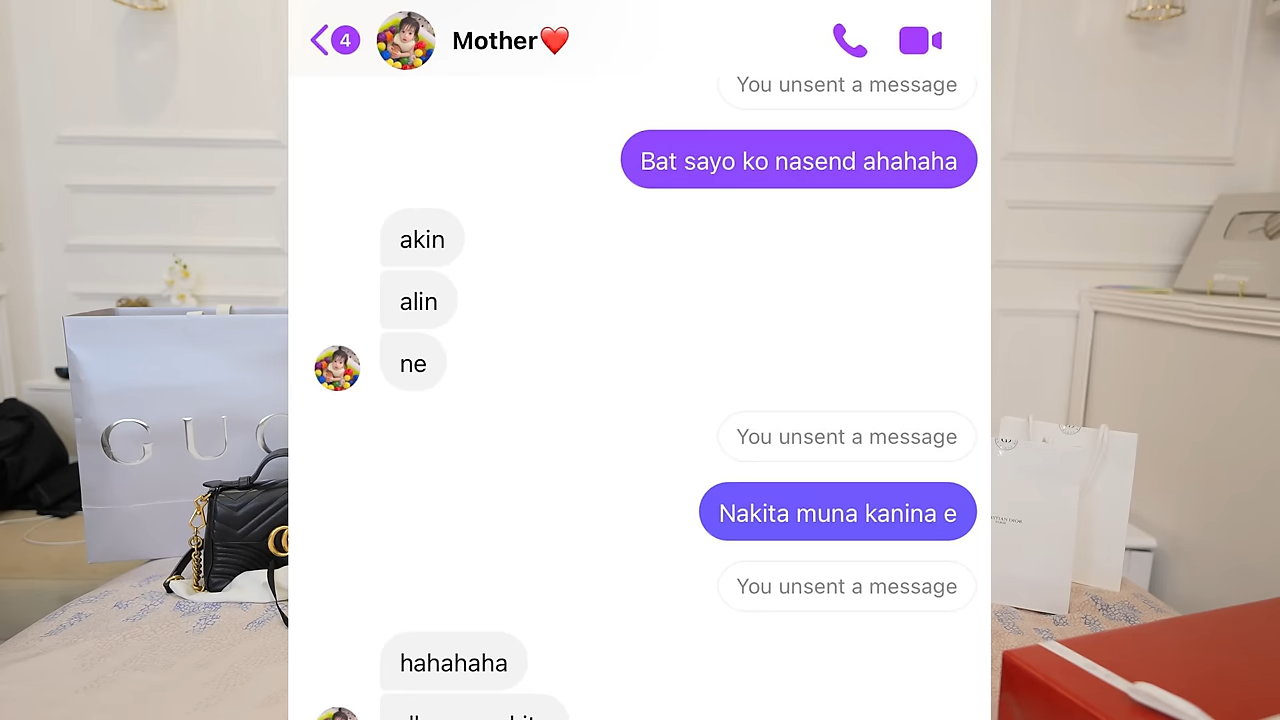 4
Mother❤️
You unsent a message
Bat sayo ko nasend ahahaha
akin
alin
ne
You unsent a message
Nakita muna kanina e
You unsent a message
hahahaha
GUC